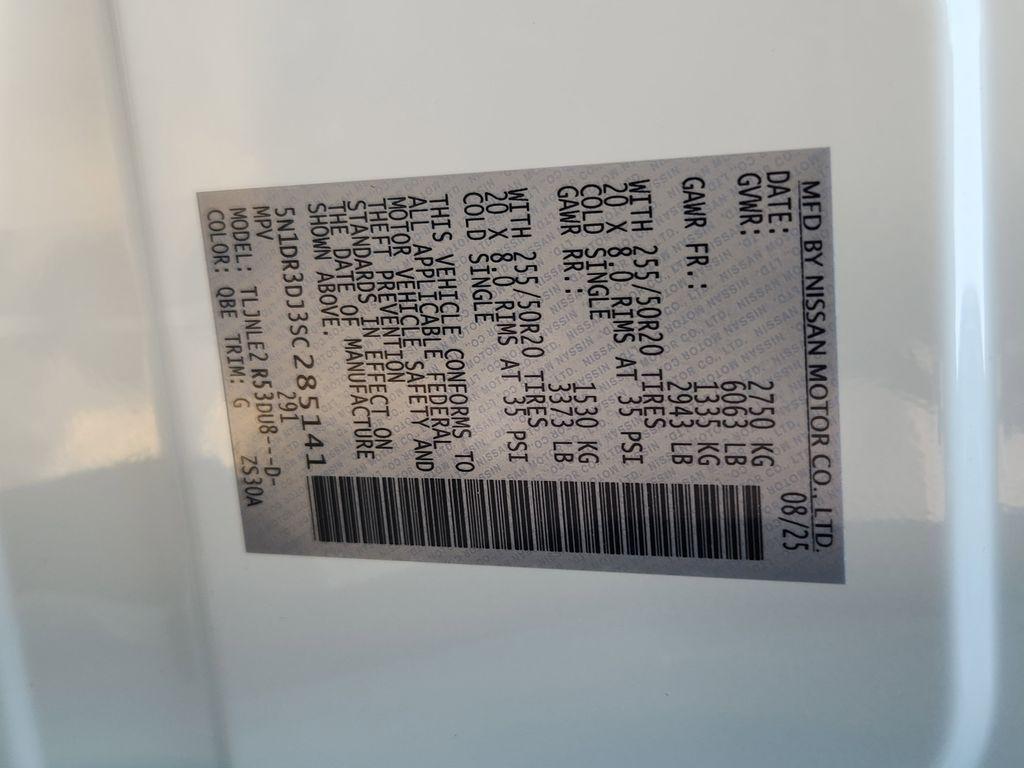 MFD BY NISSAN MOTOR CO., LTD.
DATE: 08/25
GVWR: 2750 KG
6063 LB
GAWR FR.: 1335 KG
2943 LB
WITH 255/50R20 TIRES
20 X 8.0 RIMS AT 35 PSI
COLD SINGLE
GAWR RR.: 1530 KG
3373 LB
WITH 255/50R20 TIRES
20 X 8.0 RIMS AT 35 PSI
COLD SINGLE
THIS VEHICLE CONFORMS TO
ALL APPLICABLE FEDERAL
MOTOR VEHICLE SAFETY AND
THEFT PREVENTION
STANDARDS IN EFFECT ON
THE DATE OF MANUFACTURE
SHOWN ABOVE.
5N1DR3DJ3SC285141
MPV 291
MODEL: TLJNLE2 R53DU8---D-
COLOR: QBE TRIM: G ZS30A